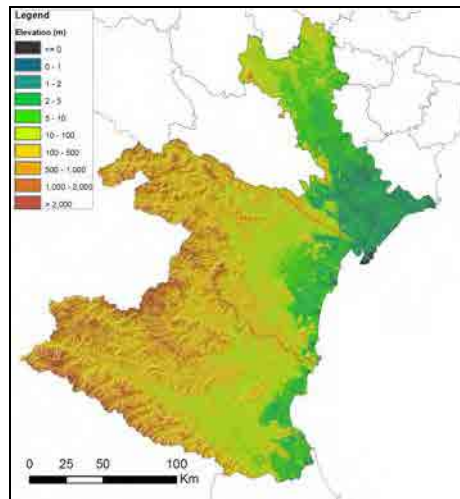 Legend
Elevation (m)
<= 0
0 - 1
1 - 2
2 - 5
5 - 10
10 - 100
100 - 500
500 - 1,000
1,000 - 2,000
> 2,000
0 25 50 100
Km